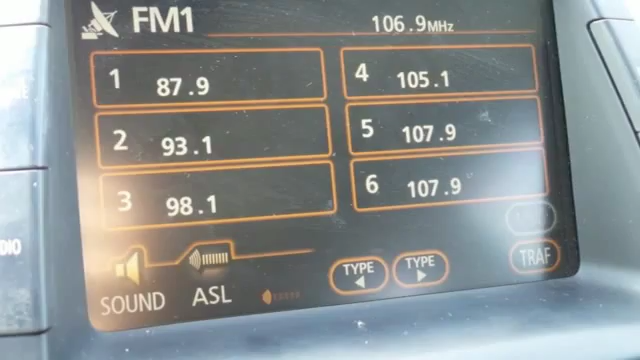 FM1 106.9MHz
1 87.9 4 105.1
2 93.1 5 107.9
3 98.1 6 107.9
SOUND ASL TYPE TYPE TRAF